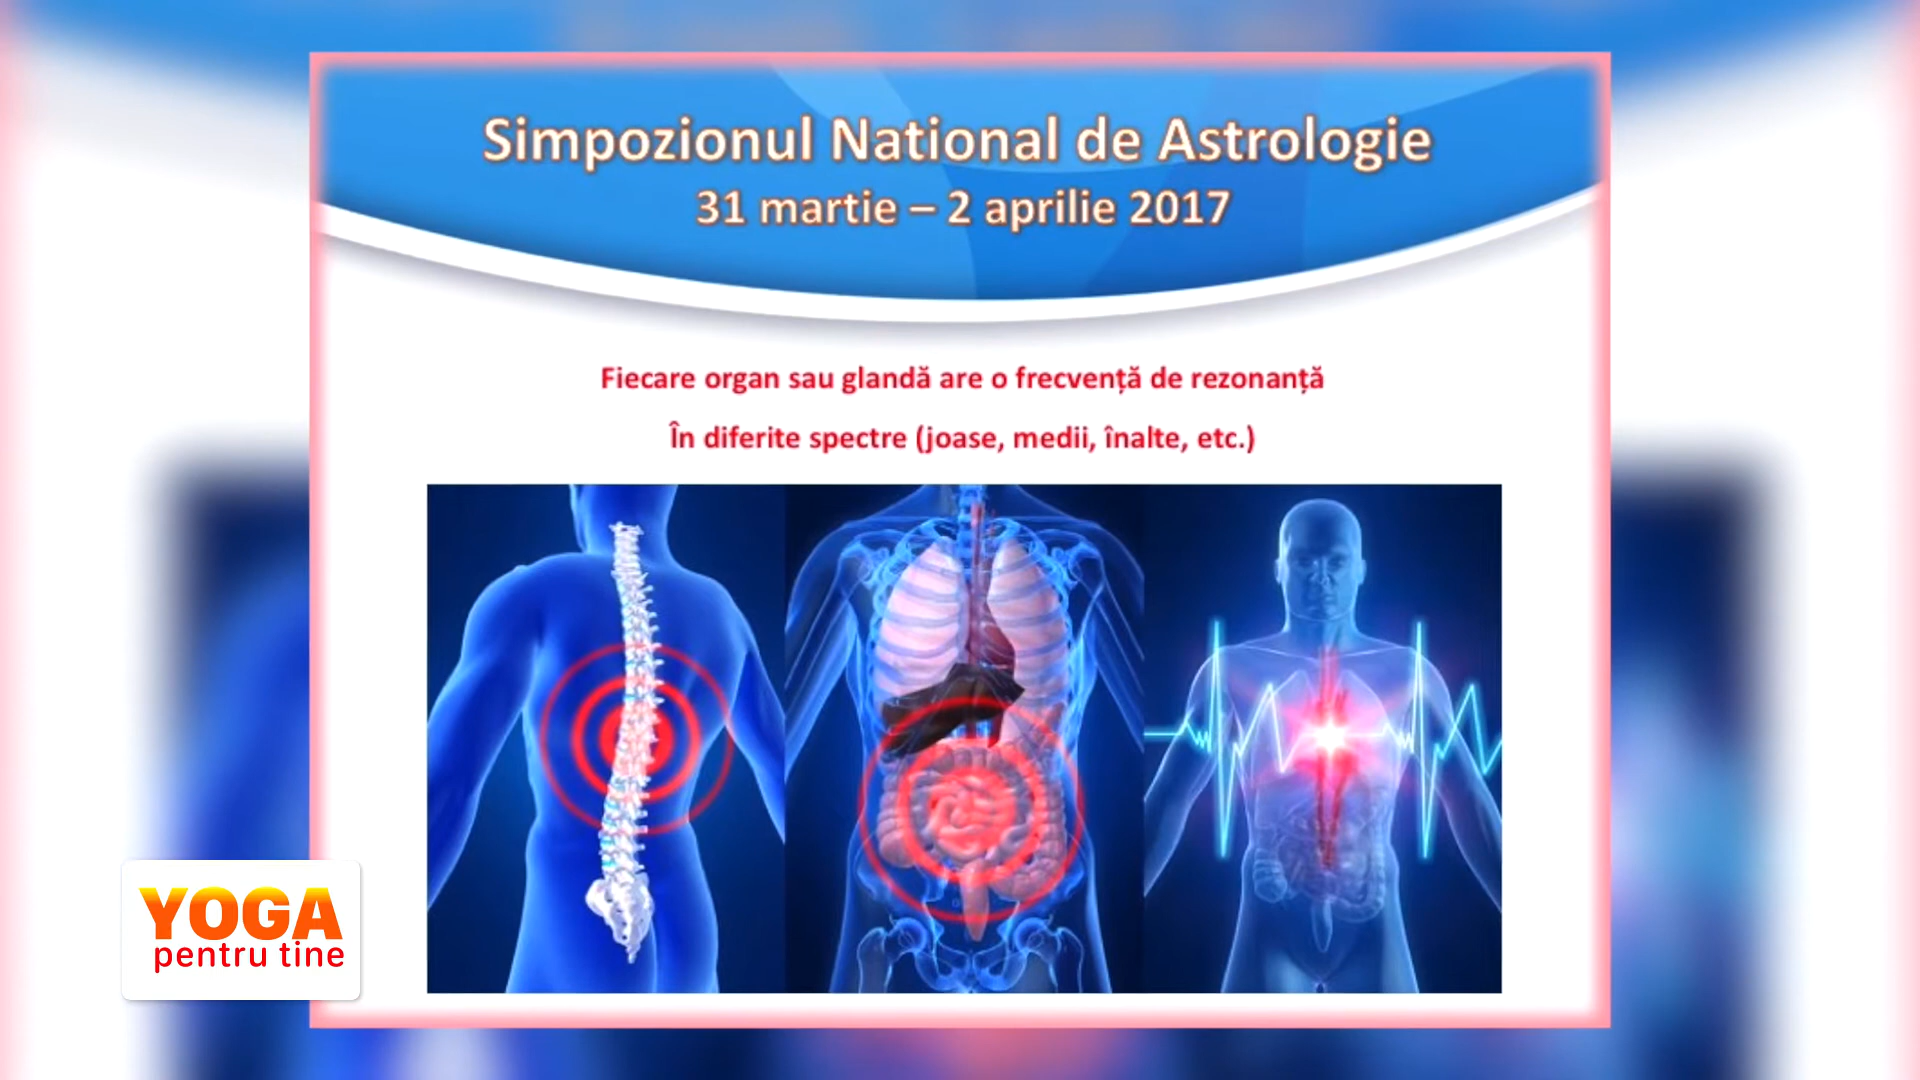 Simpozionul National de Astrologie
31 martie – 2 aprilie 2017
Fiecare organ sau glandă are o frecvență de rezonanță
În diferite spectre (joase, medii, înalte, etc.)
YOGA
pentru tine